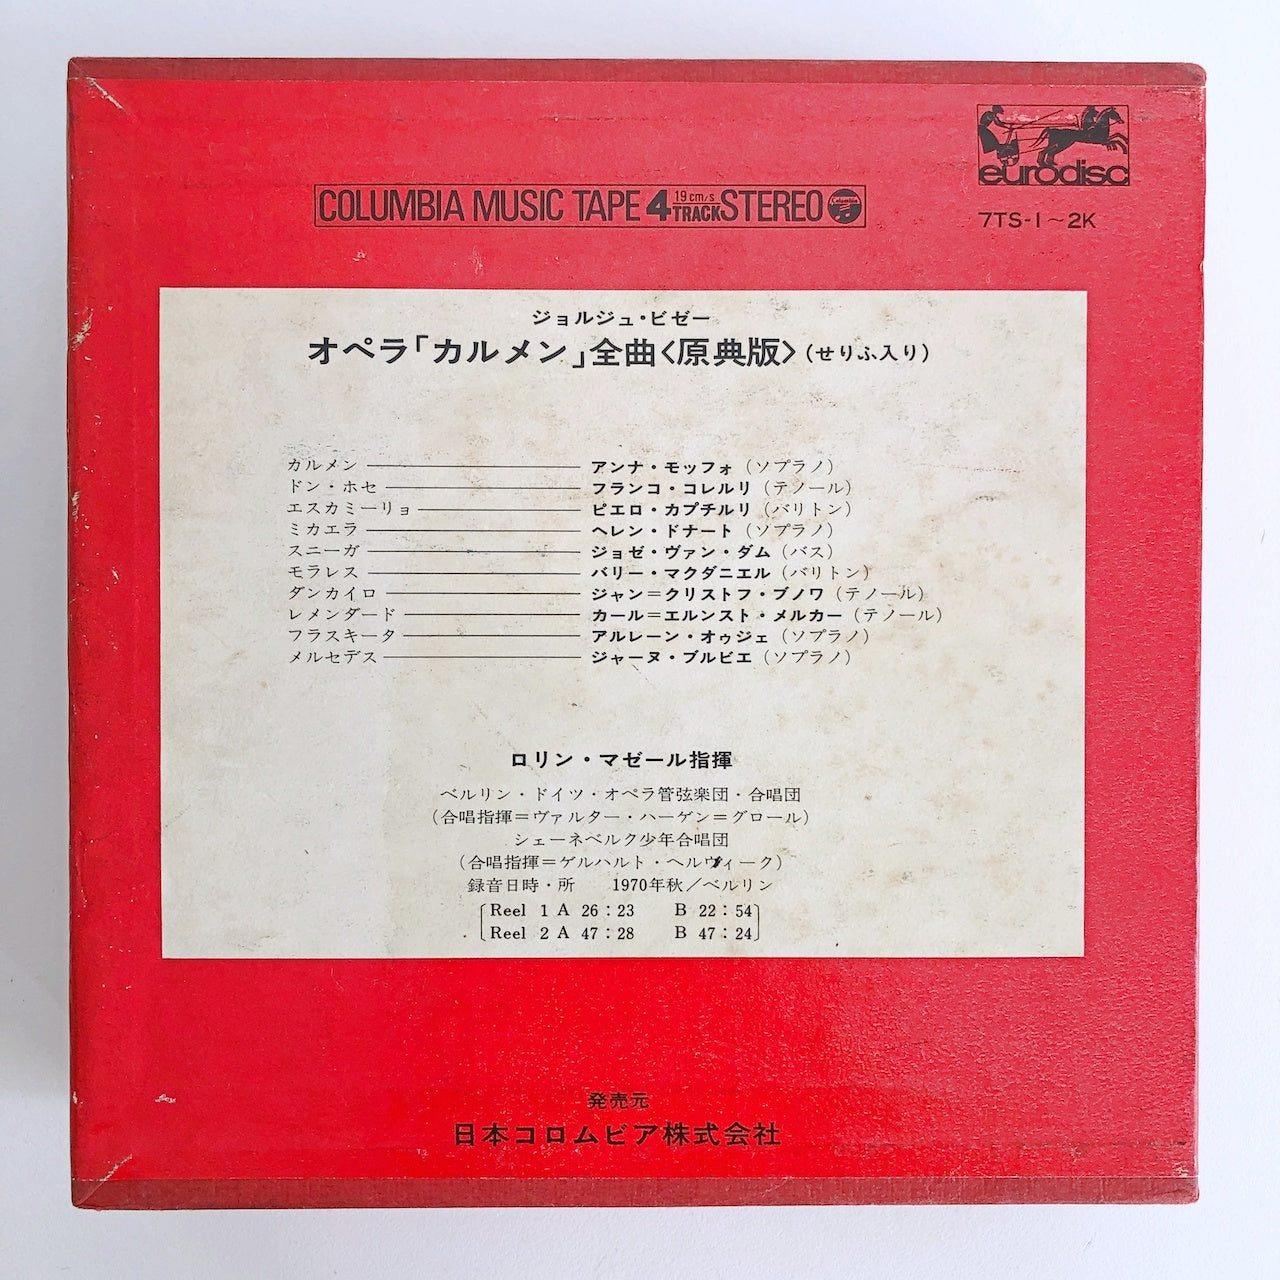 eurodisc
COLUMBIA MUSIC TAPE 4 19cm/s TRACK STEREO Columbia
7TS-1~2K
ジョルジュ・ビゼー
オペラ「カルメン」全曲〈原典版〉(せりふ入り)
カルメン アンナ・モッフォ(ソプラノ)
ドン・ホセ フランコ・コレルリ(テノール)
エスカミーリョ ピエロ・カプチルリ(バリトン)
ミカエラ ヘレン・ドナート(ソプラノ)
スニーガ ジョゼ・ヴァン・ダム(バス)
モラレス バリー・マクダニエル(バリトン)
ダンカイロ ジャン=クリストフ・ブノワ(テノール)
レメンダード カール=エルンスト・メルカー(テノール)
フラスキータ アルレーン・オゥジェ(ソプラノ)
メルセデス ジャーヌ・ブルビエ(ソプラノ)
ロリン・マゼール指揮
ベルリン・ドイツ・オペラ管弦楽団・合唱団
(合唱指揮=ヴァルター・ハーゲン=グロール)
シェーネベルク少年合唱団
(合唱指揮=ゲルハルト・ヘルヴィーク)
録音日時・所 1970年秋/ベルリン
Reel 1 A 26:23 B 22:54
Reel 2 A 47:28 B 47:24
発売元
日本コロムビア株式会社